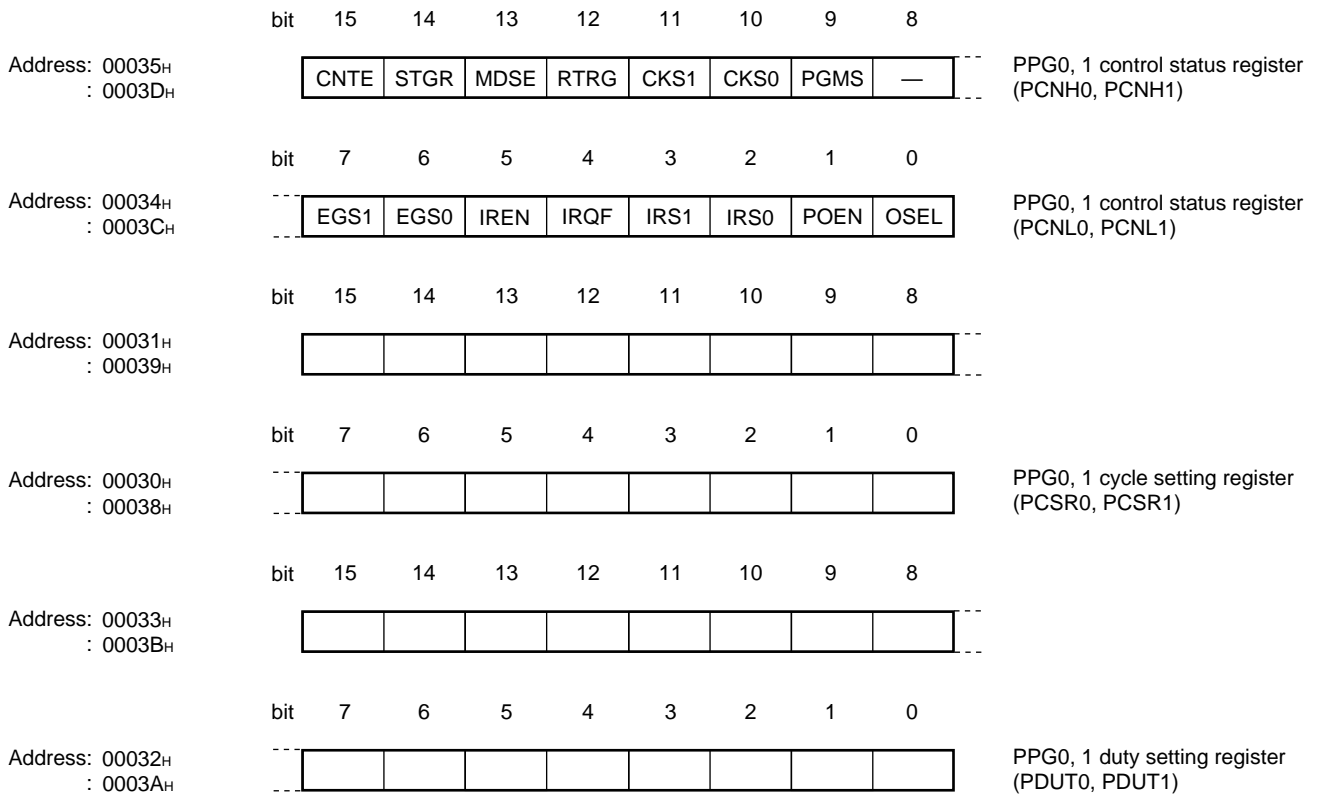 bit 15 14 13 12 11 10 9 8
Address: 00035H
: 0003DH
CNTE STGR MDSE RTRG CKS1 CKS0 PGMS —
PPG0, 1 control status register
(PCNH0, PCNH1)
bit 7 6 5 4 3 2 1 0
Address: 00034H
: 0003CH
EGS1 EGS0 IREN IRQF IRS1 IRS0 POEN OSEL
PPG0, 1 control status register
(PCNL0, PCNL1)
bit 15 14 13 12 11 10 9 8
Address: 00031H
: 00039H
bit 7 6 5 4 3 2 1 0
Address: 00030H
: 00038H
PPG0, 1 cycle setting register
(PCSR0, PCSR1)
bit 15 14 13 12 11 10 9 8
Address: 00033H
: 0003BH
bit 7 6 5 4 3 2 1 0
Address: 00032H
: 0003AH
PPG0, 1 duty setting register
(PDUT0, PDUT1)